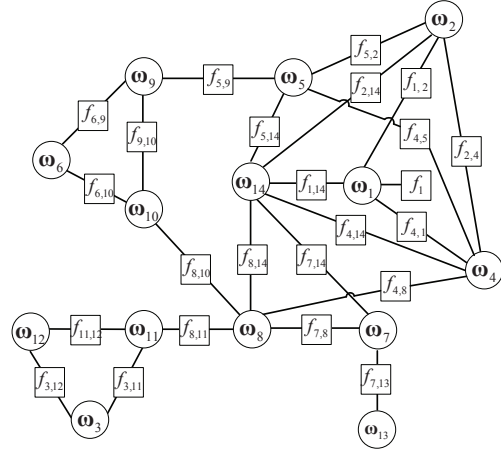 ω2
f5,2
ω9
f5,9
ω5
f2,14
f1,2
f6,9
f9,10
f5,14
f4,5
f2,4
ω6
f6,10
ω14
f1,14
ω1
f1
ω10
f4,14
f4,1
f8,10
f8,14
f7,14
ω4
f4,8
ω12
f11,12
ω11
f8,11
ω8
f7,8
ω7
f3,12
f3,11
f7,13
ω3
ω13